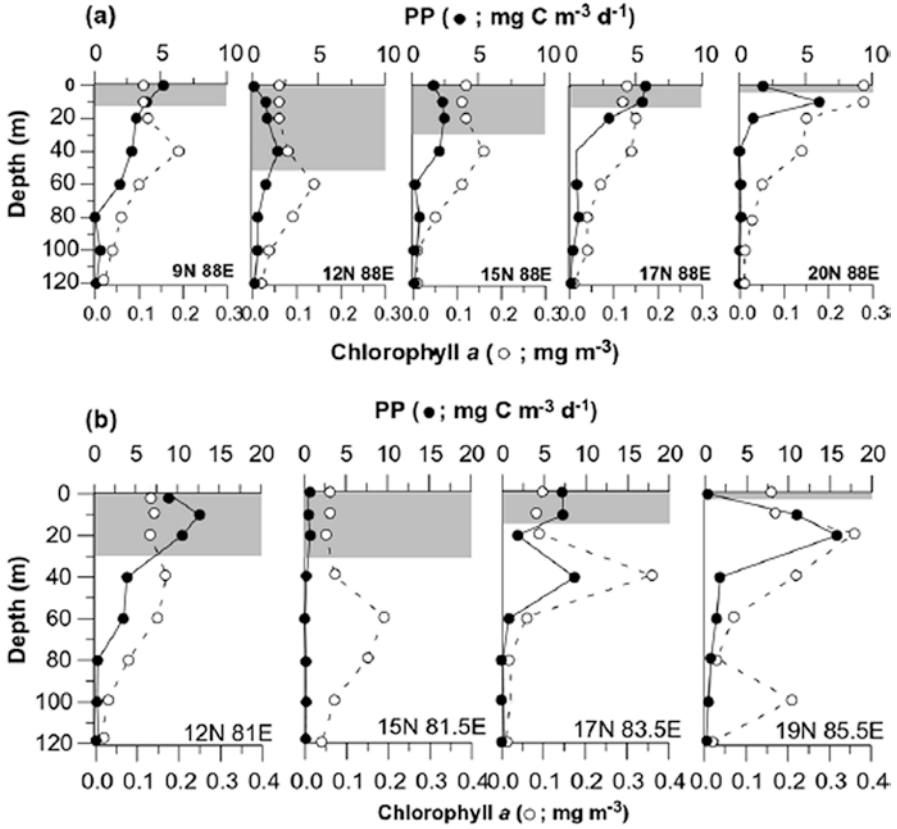 (a) PP ( ● ; mg C m-3 d-1)
0 5 10 0 5 10 0 5 10 0 5 10 0 5 10
Depth (m)
0
20
40
60
80
100
120
9N 88E 12N 88E 15N 88E 17N 88E 20N 88E
0.0 0.1 0.2 0.3 0.0 0.1 0.2 0.3 0.0 0.1 0.2 0.3 0.0 0.1 0.2 0.3 0.0 0.1 0.2 0.3
Chlorophyll a ( ○ ; mg m-3)
(b) PP ( ● ; mg C m-3 d-1)
0 5 10 15 20 0 5 10 15 20 0 5 10 15 20 0 5 10 15 20
Depth (m)
0
20
40
60
80
100
120
12N 81E 15N 81.5E 17N 83.5E 19N 85.5E
0.0 0.1 0.2 0.3 0.4 0.0 0.1 0.2 0.3 0.4 0.0 0.1 0.2 0.3 0.4 0.0 0.1 0.2 0.3 0.4
Chlorophyll a ( ○ ; mg m-3)